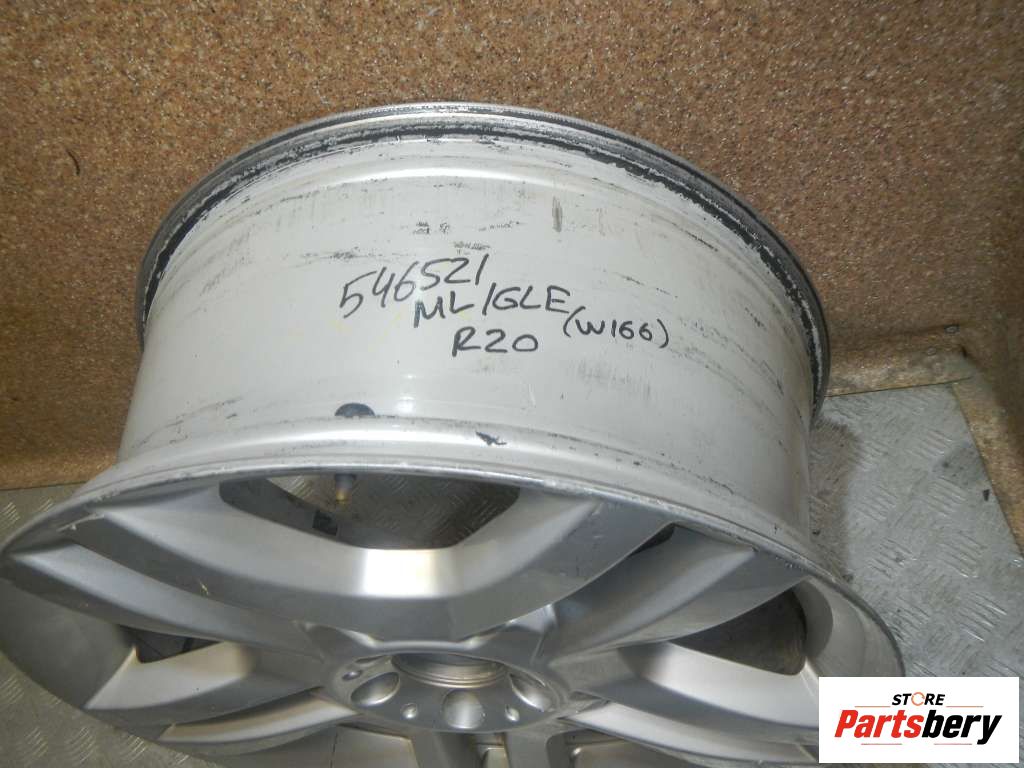 546521
ML/GLE (W166)
R20
STORE
Partsbery